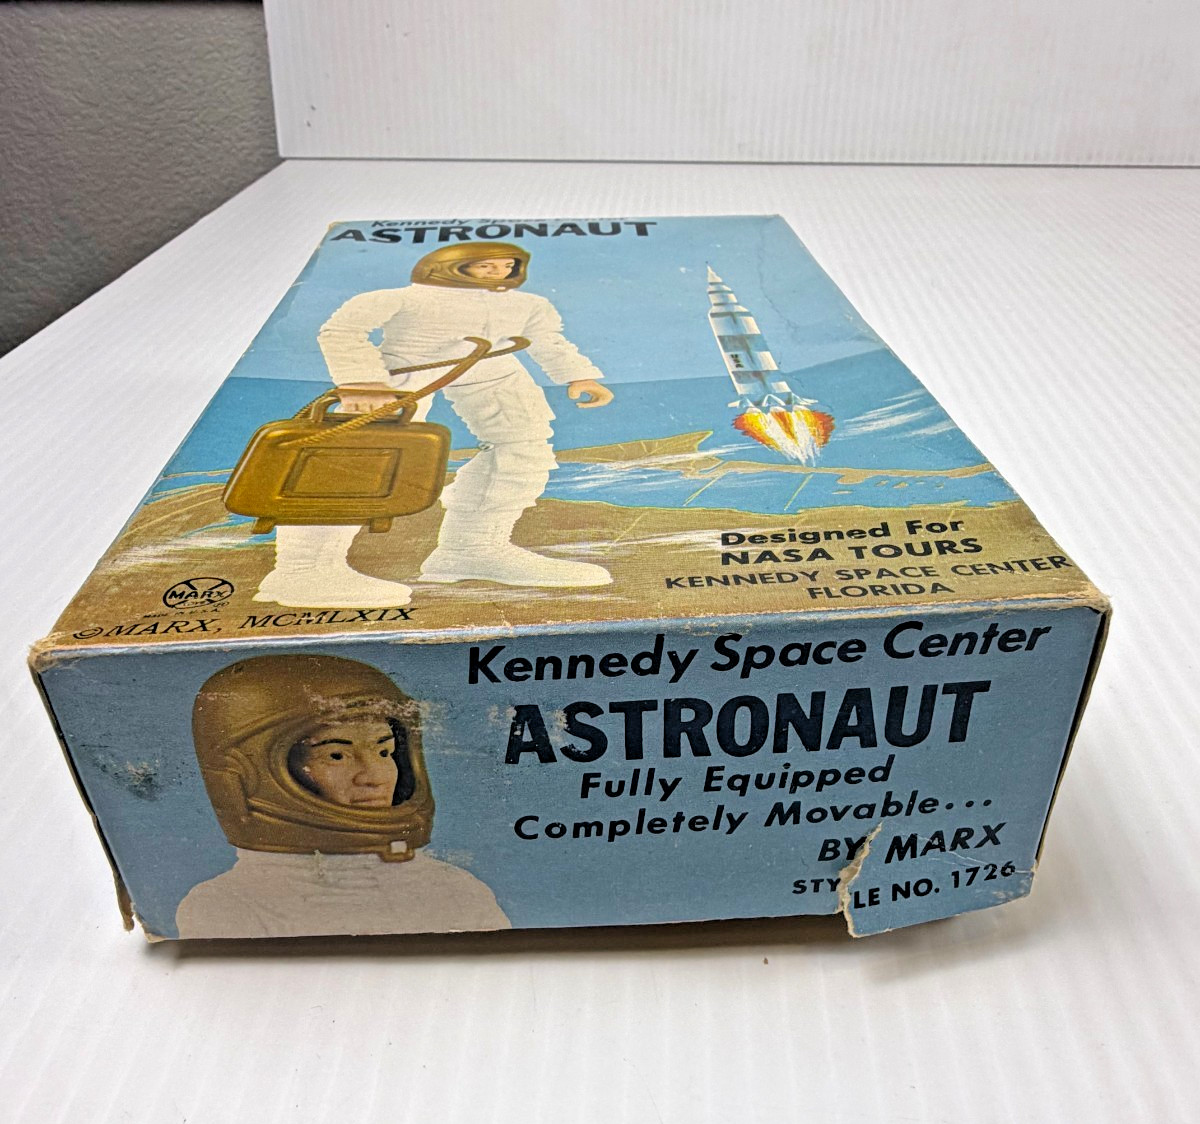 Kennedy Space Center
ASTRONAUT
USA
Designed For
NASA TOURS
KENNEDY SPACE CENTER
FLORIDA
MARX
©MARX, MCMLXIX
Kennedy Space Center
ASTRONAUT
Fully Equipped
Completely Movable...
BY MARX
STYLE NO. 1726